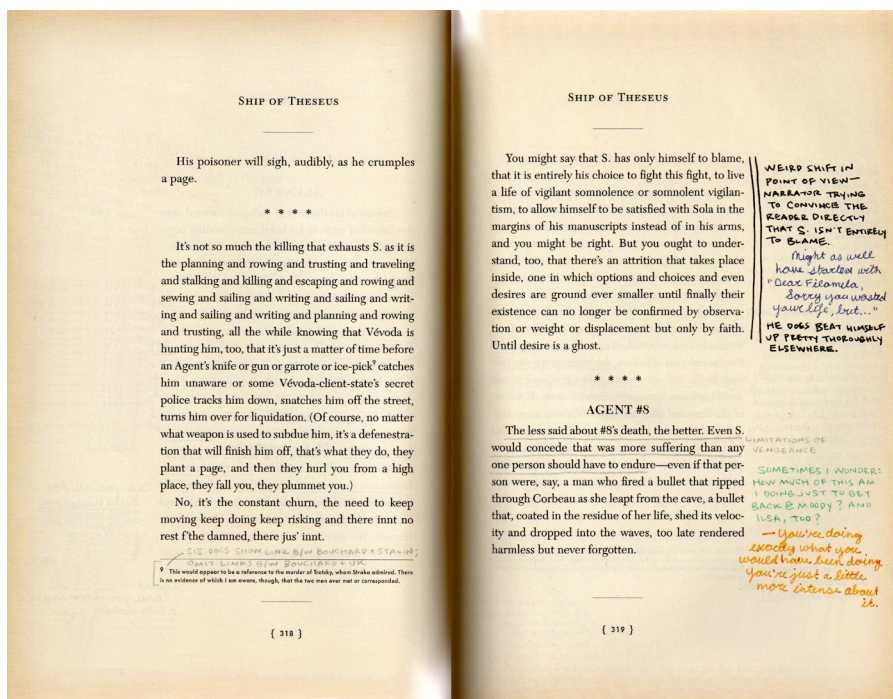 SHIP OF THESEUS
His poisoner will sigh, audibly, as he crumples
a page.
* * * *
It's not so much the killing that exhausts S. as it is
the planning and rowing and trusting and traveling
and stalking and killing and escaping and rowing and
sewing and sailing and writing and sailing and writ-
ing and sailing and writing and planning and rowing
and trusting, all the while knowing that Vévoda is
hunting him, too, that it's just a matter of time before
an Agent's knife or gun or garrote or ice-pick⁹ catches
him unaware or some Vévoda-client-state's secret
police tracks him down, snatches him off the street,
turns him over for liquidation. (Of course, no matter
what weapon is used to subdue him, it's a defenestra-
tion that will finish him off, that's what they do, they
plant a page, and then they hurl you from a high
place, they fall you, they plummet you.)
No, it's the constant churn, the need to keep
moving keep doing keep risking and there innt no
rest f'the damned, there jus' innt.
SIS DOCS SHOW LINK B/W BOUCHARD + STALIN;
OMIT LINKS B/W BOUCHARD + UK
9 This would appear to be a reference to the murder of Trotsky, whom Straka admired. There
is no evidence of which I am aware, though, that the two men ever met or corresponded.
{ 318 }
SHIP OF THESEUS
You might say that S. has only himself to blame,
that it is entirely his choice to fight this fight, to live
a life of vigilant somnolence or somnolent vigilan-
tism, to allow himself to be satisfied with Sola in the
margins of his manuscripts instead of in his arms,
and you might be right. But you ought to under-
stand, too, that there's an attrition that takes place
inside, one in which options and choices and even
desires are ground ever smaller until finally their
existence can no longer be confirmed by observa-
tion or weight or displacement but only by faith.
Until desire is a ghost.
WEIRD SHIFT IN
POINT OF VIEW—
NARRATOR TRYING
TO CONVINCE THE
READER DIRECTLY
THAT S. ISN'T ENTIRELY
TO BLAME.
Might as well
have started with
"Dear Filomela,
Sorry you wasted
your life, but..."
HE DOES BEAT HIMSELF
UP PRETTY THOROUGHLY
ELSEWHERE.
* * * *
AGENT #8
The less said about #8's death, the better. Even S.
would concede that was more suffering than any
one person should have to endure—even if that per-
son were, say, a man who fired a bullet that ripped
through Corbeau as she leapt from the cave, a bullet
that, coated in the residue of her life, shed its veloc-
ity and dropped into the waves, too late rendered
harmless but never forgotten.
LIMITATIONS OF
VENGEANCE
SOMETIMES I WONDER:
HOW MUCH OF THIS AM
I DOING JUST TO GET
BACK @ MOODY? AND
ILSA, TOO?
—You're doing
exactly what you
would have been doing
you're just a little
more intense about
it.
{ 319 }